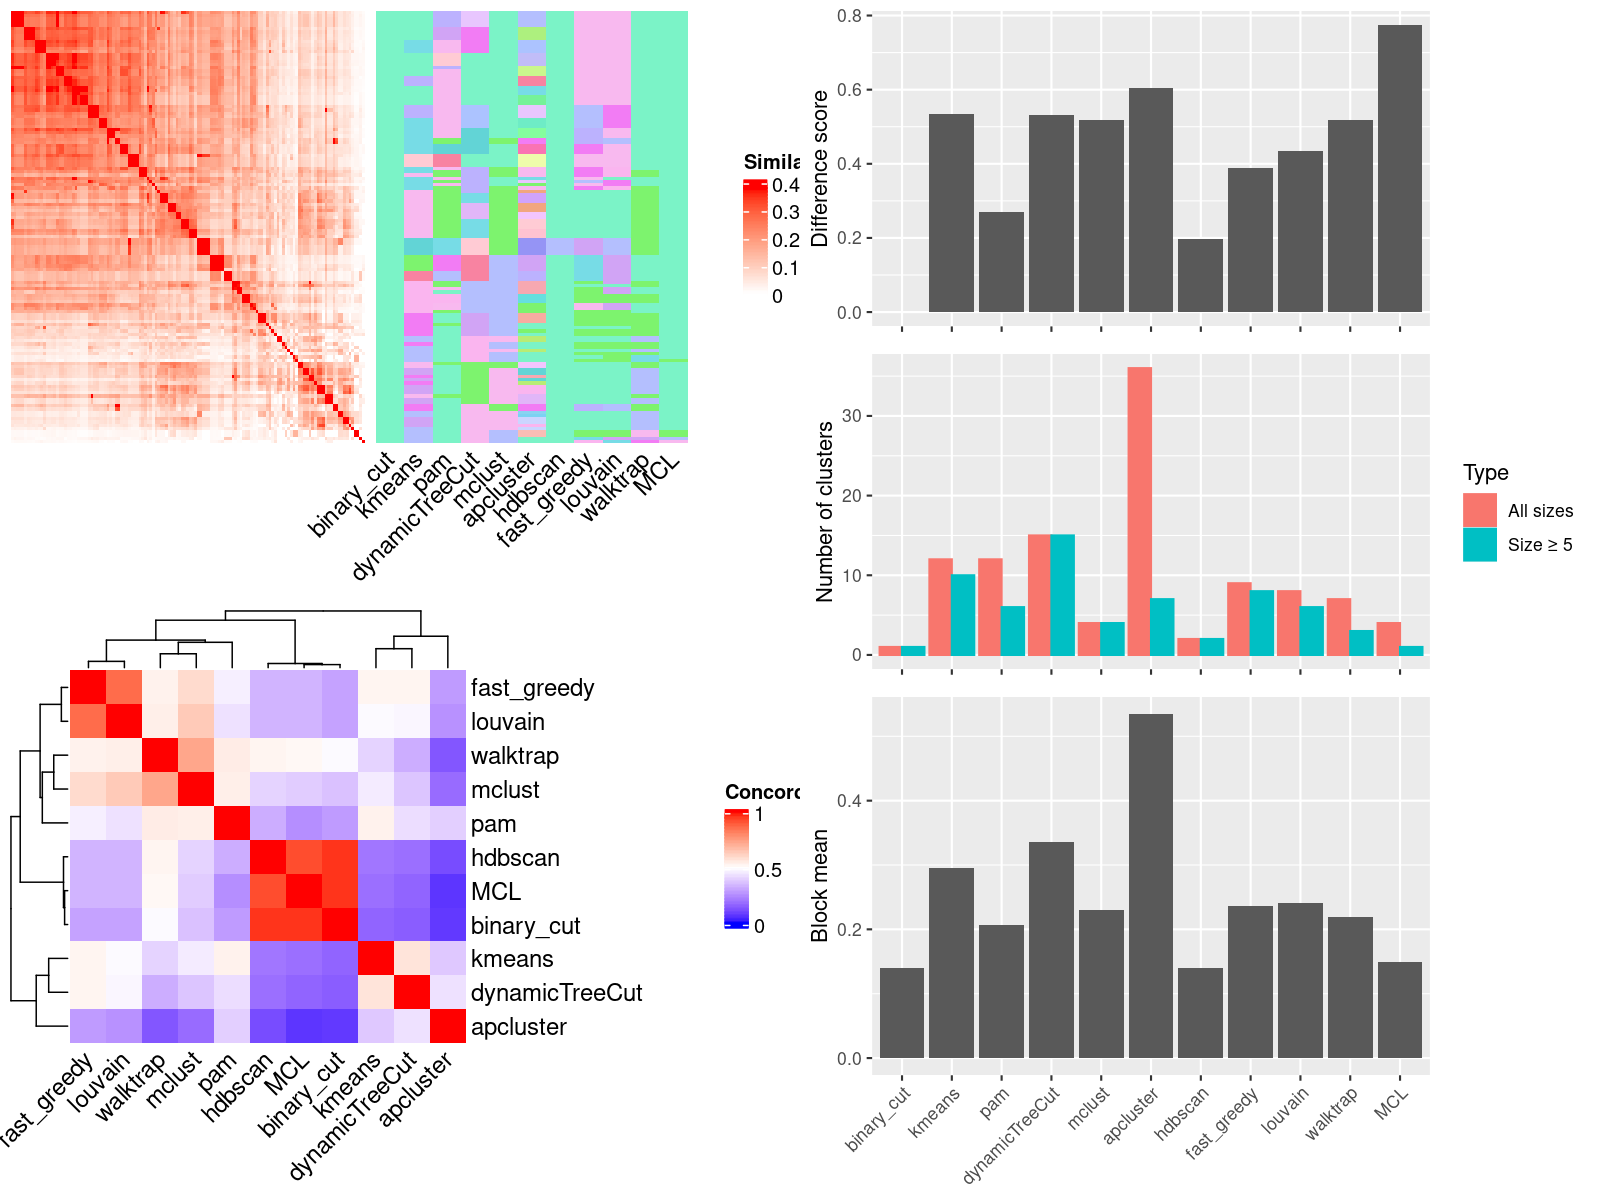 Simila
0.4
0.3
0.2
0.1
0
binary_cut
kmeans
pam
dynamicTreeCut
mclust
apcluster
hdbscan
fast_greedy
louvain
walktrap
MCL
Difference score
0.8
0.6
0.4
0.2
0.0
Number of clusters
30
20
10
0
Type
All sizes
Size ≥ 5
fast_greedy
louvain
walktrap
mclust
pam
hdbscan
MCL
binary_cut
kmeans
dynamicTreeCut
apcluster
fast_greedy
louvain
walktrap
mclust
pam
hdbscan
MCL
binary_cut
kmeans
dynamicTreeCut
apcluster
Concord
1
0.5
0
Block mean
0.4
0.2
0.0
binary_cut
kmeans
pam
dynamicTreeCut
mclust
apcluster
hdbscan
fast_greedy
louvain
walktrap
MCL